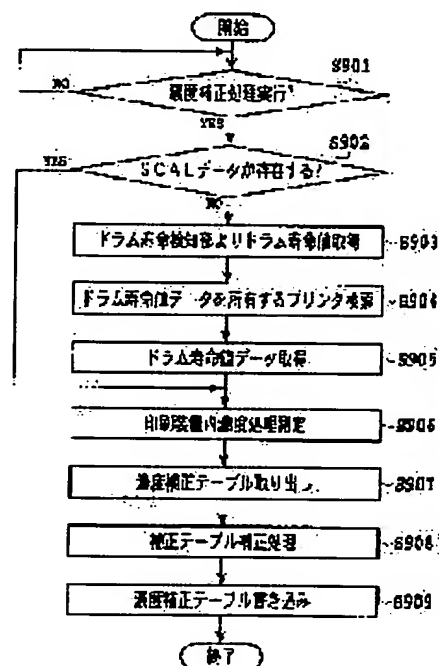 開始
S901
濃度補正処理実行?
NO
YES
S902
SCALデータが存在する?
YES
NO
ドラム寿命検知部よりドラム寿命値取得
S903
ドラム寿命値データを所有するプリンタ検索
S904
ドラム寿命値データ取得
S905
印刷装置内濃度処理測定
S906
濃度補正テーブル取り出し
S907
補正テーブル補正処理
S908
濃度補正テーブル書き込み
S909
終了